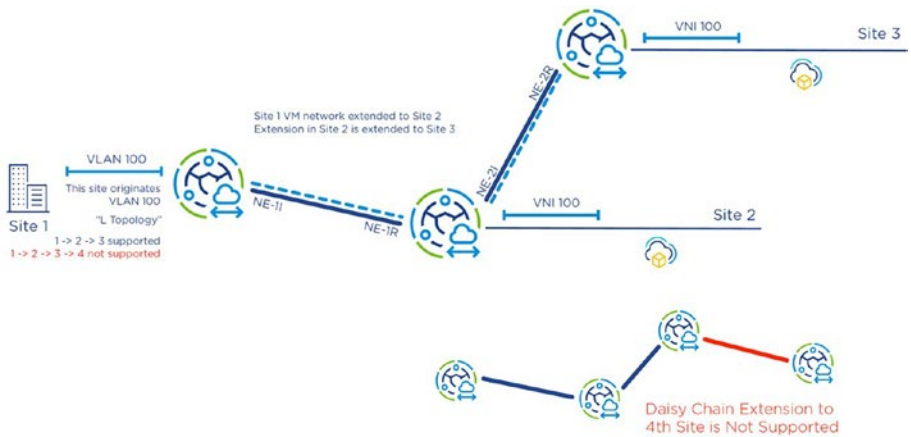 VNI 100
Site 3
NE-2R
Site 1 VM network extended to Site 2
Extension in Site 2 is extended to Site 3
VLAN 100
This site originates
VLAN 100
NE-2I
NE-1I
VNI 100
Site 2
Site 1
"L Topology"
NE-1R
1 -> 2 -> 3 supported
1 -> 2 -> 3 -> 4 not supported
Daisy Chain Extension to
4th Site is Not Supported